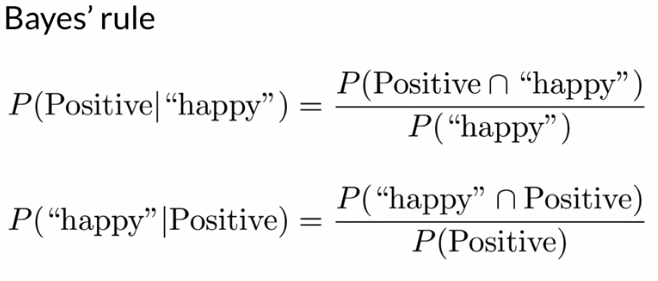 Bayes' rule
P(Positive|“happy”) = P(Positive ∩ “happy”) / P(“happy”)
P(“happy”|Positive) = P(“happy” ∩ Positive) / P(Positive)